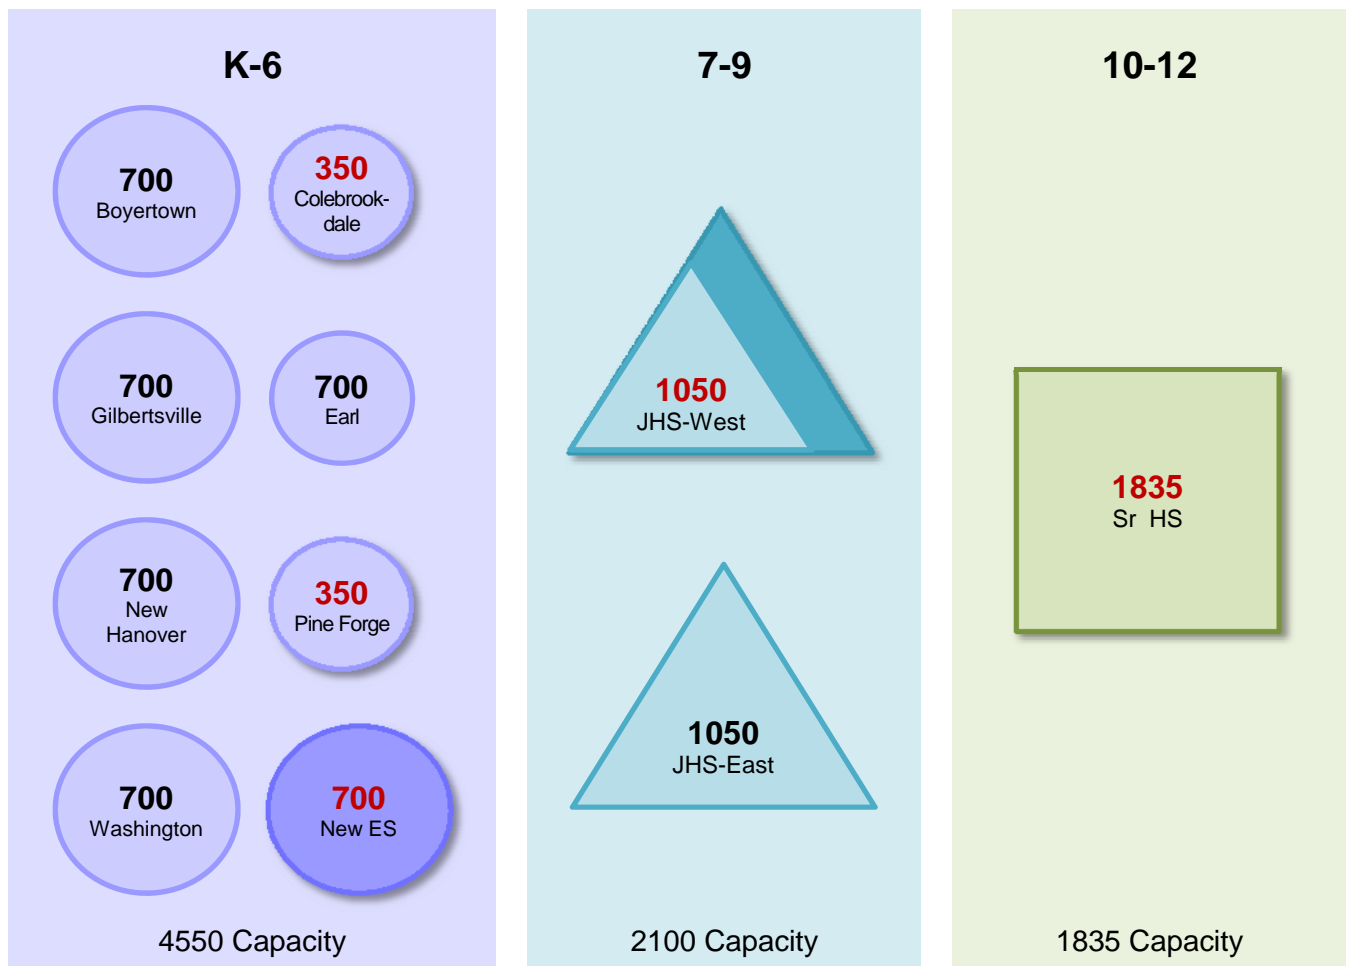 K-6
700
Boyertown
350
Colebrook-
dale
700
Gilbertsville
700
Earl
700
New
Hanover
350
Pine Forge
700
Washington
700
New ES
4550 Capacity
7-9
1050
JHS-West
1050
JHS-East
2100 Capacity
10-12
1835
Sr HS
1835 Capacity